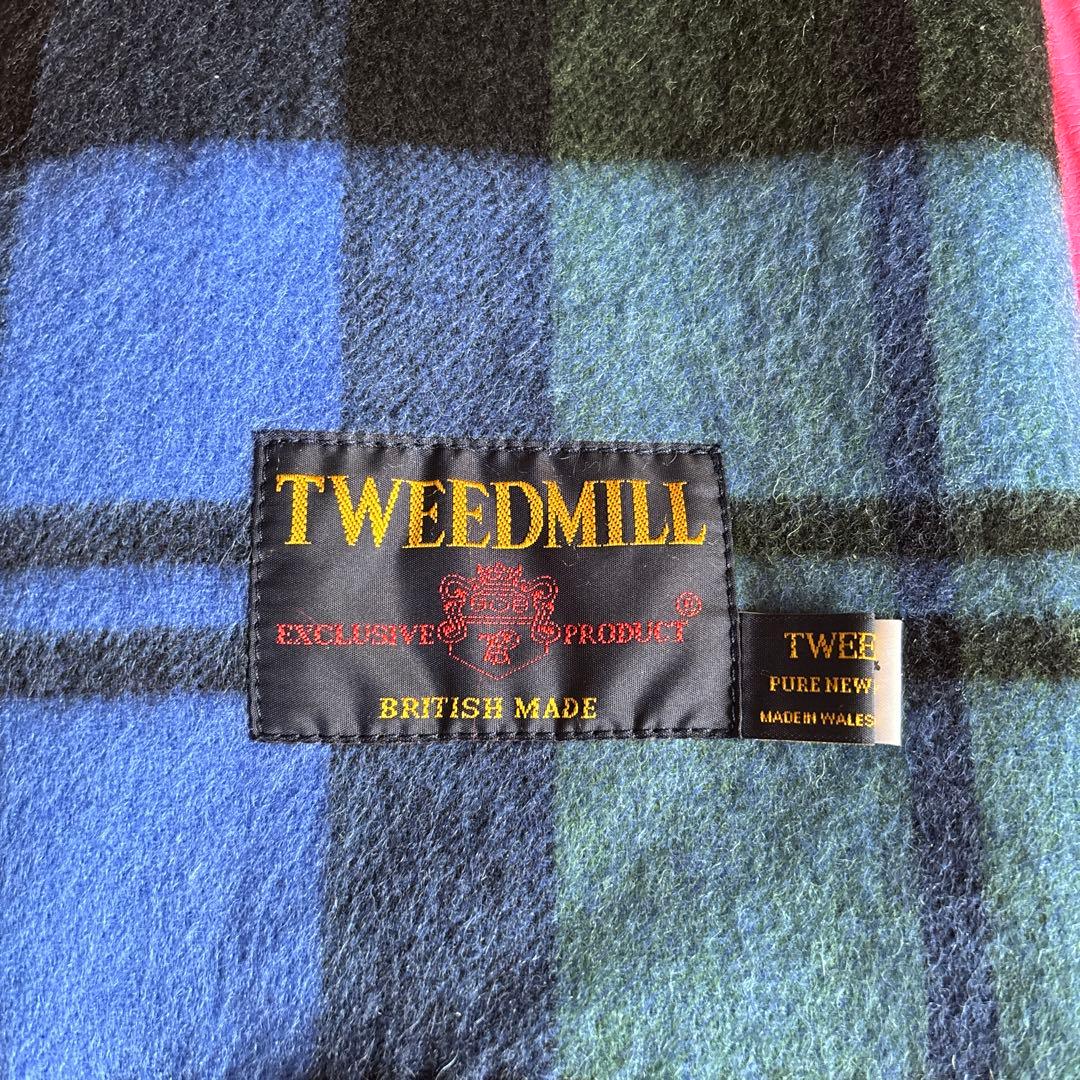 TWEEDMILL
EXCLUSIVE PRODUCT ®
BRITISH MADE
TWEE
PURE NEW
MADE IN WALES